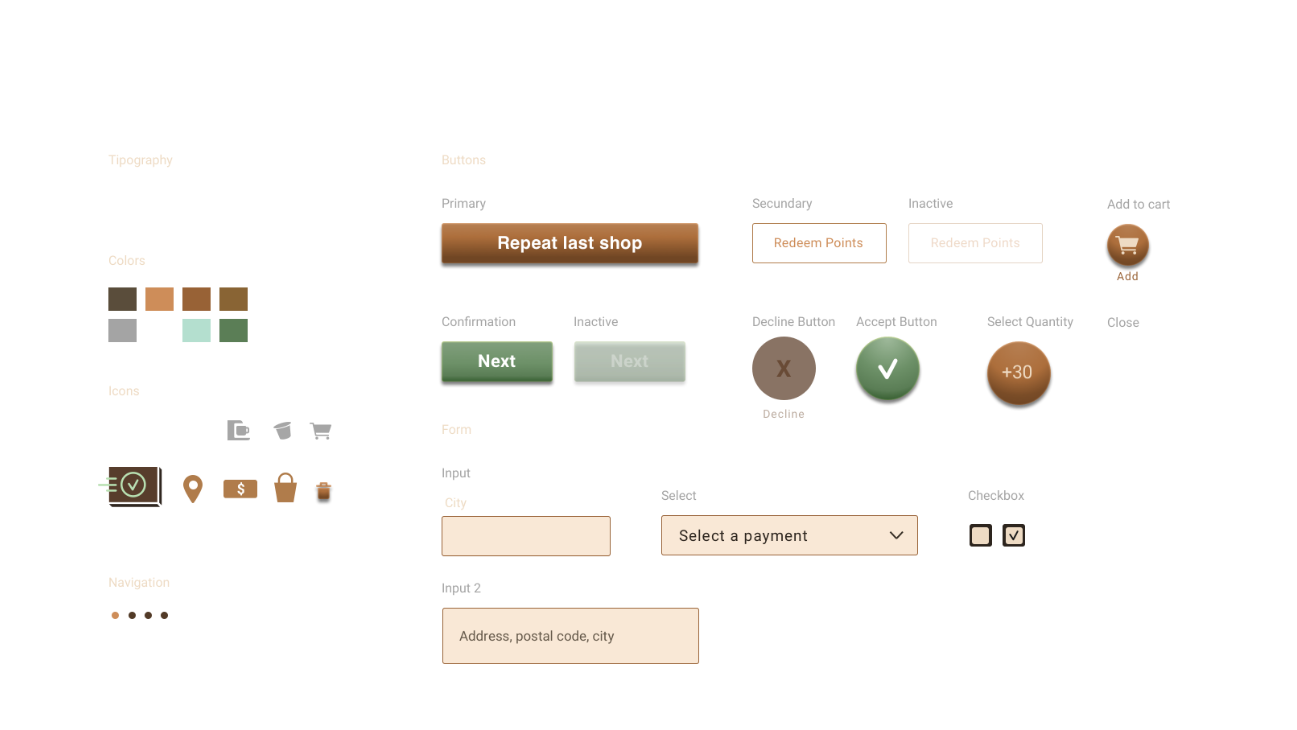 Tipography
Colors
Icons
$
Navigation
Buttons
Primary
Repeat last shop
Secundary
Redeem Points
Inactive
Redeem Points
Add to cart
Add
Confirmation
Next
Inactive
Next
Decline Button
X
Decline
Accept Button
Select Quantity
+30
Close
Form
Input
City
Select
Select a payment
Checkbox
Input 2
Address, postal code, city